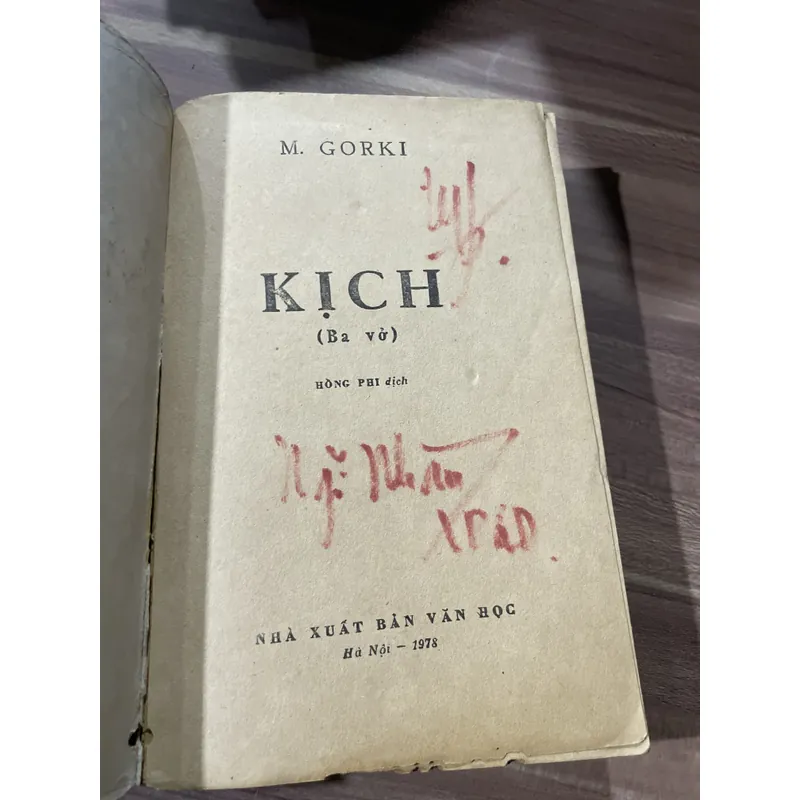 M. GORKI
KỊCH
(Ba vở)
HỒNG PHI dịch
NHÀ XUẤT BẢN VĂN HỌC
Hà Nội — 1978